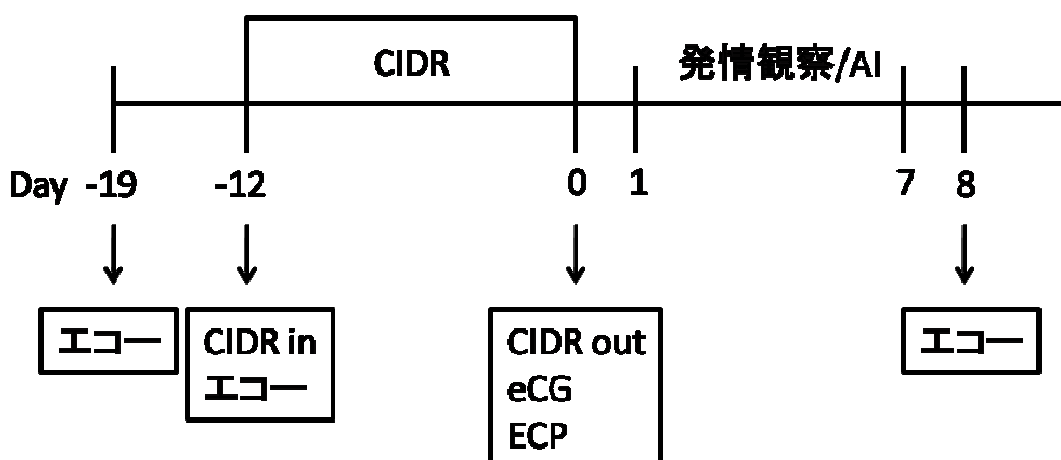 CIDR
発情観察/AI
Day -19 -12 0 1 7 8
エコー
CIDR in
エコー
CIDR out
eCG
ECP
エコー